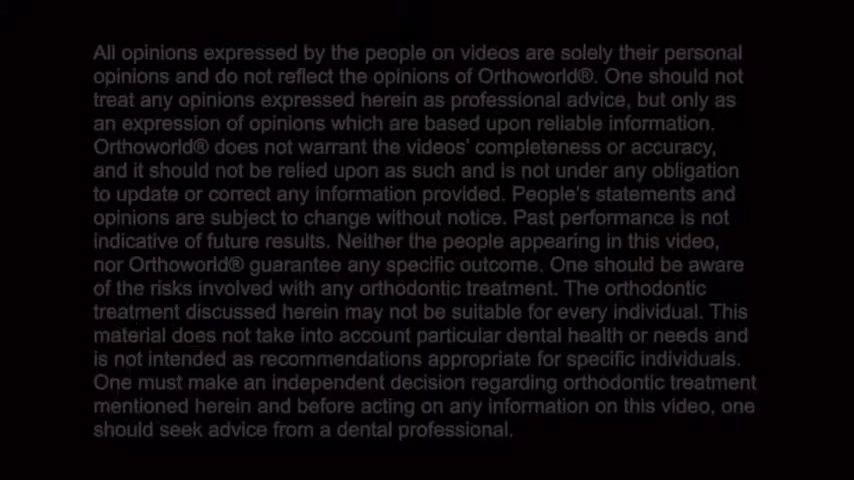 All opinions expressed by the people on videos are solely their personal
opinions and do not reflect the opinions of Orthoworld®. One should not
treat any opinions expressed herein as professional advice, but only as
an expression of opinions which are based upon reliable information.
Orthoworld® does not warrant the videos' completeness or accuracy,
and it should not be relied upon as such and is not under any obligation
to update or correct any information provided. People's statements and
opinions are subject to change without notice. Past performance is not
indicative of future results. Neither the people appearing in this video,
nor Orthoworld® guarantee any specific outcome. One should be aware
of the risks involved with any orthodontic treatment. The orthodontic
treatment discussed herein may not be suitable for every individual. This
material does not take into account particular dental health or needs and
is not intended as recommendations appropriate for specific individuals.
One must make an independent decision regarding orthodontic treatment
mentioned herein and before acting on any information on this video, one
should seek advice from a dental professional.